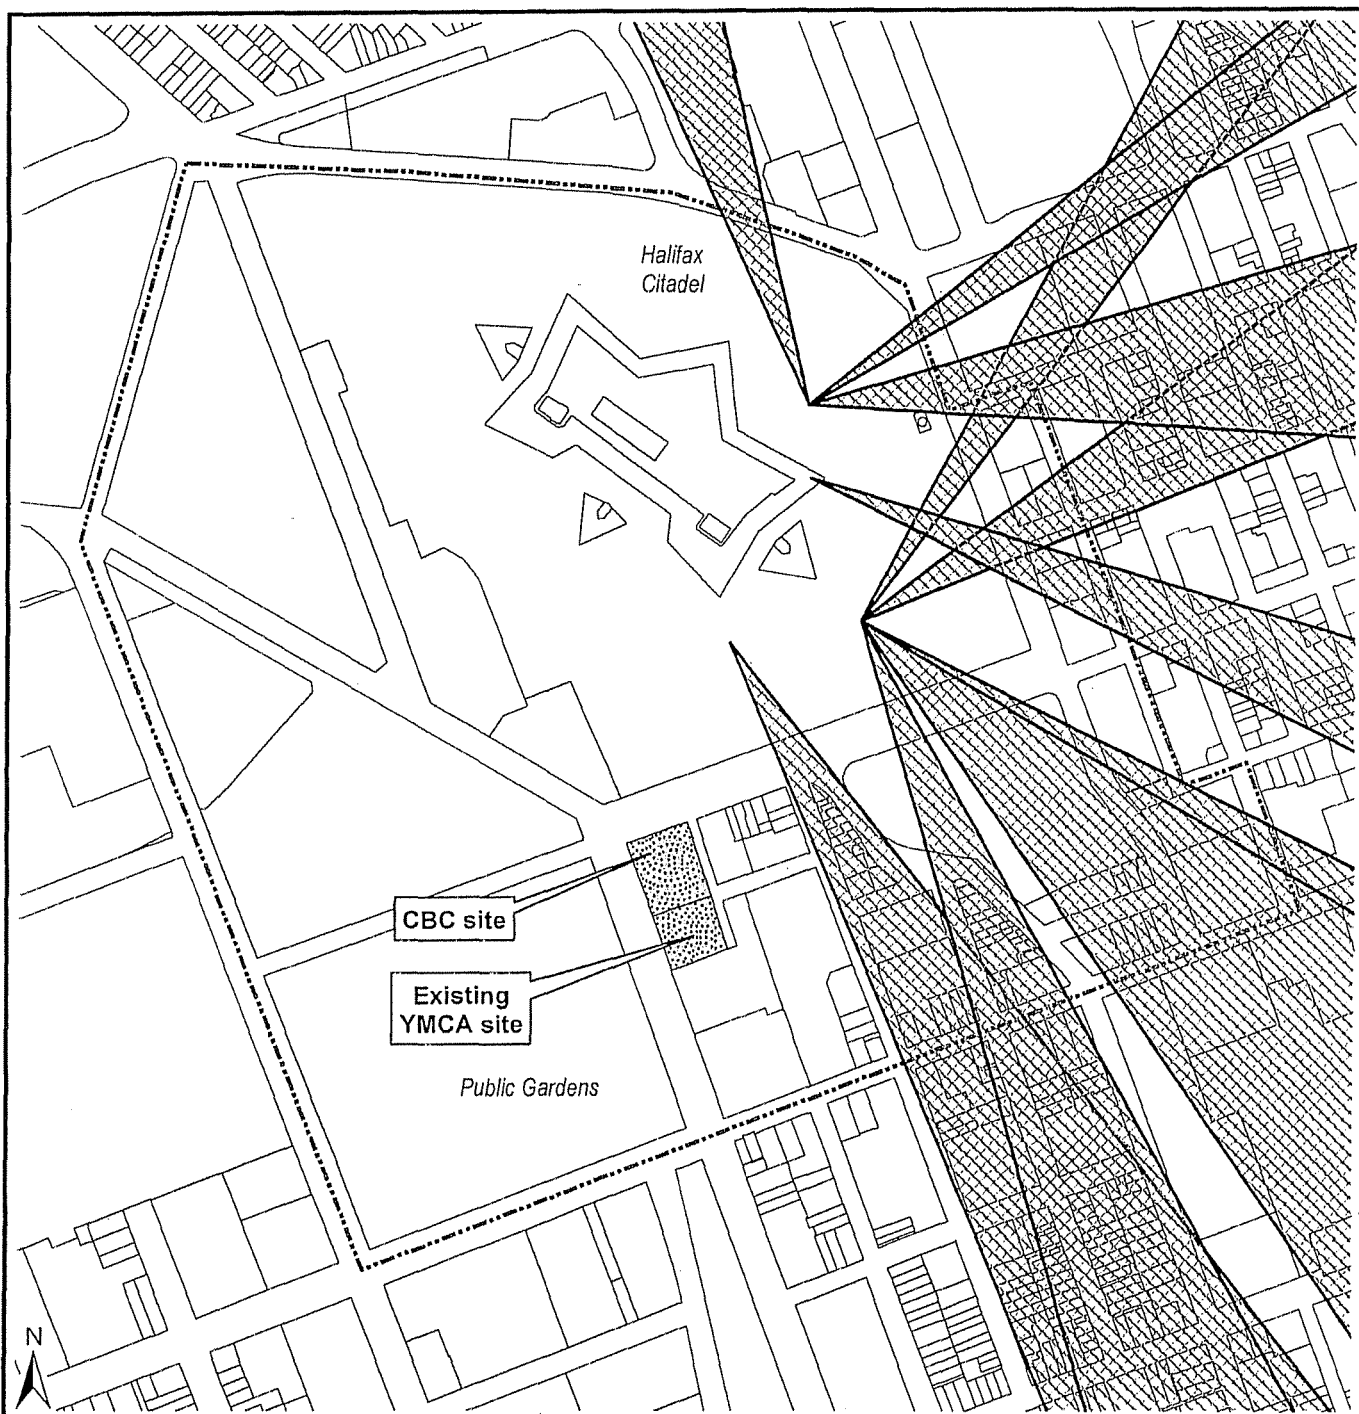 Halifax
Citadel
CBC site
Existing
YMCA site
Public Gardens
N